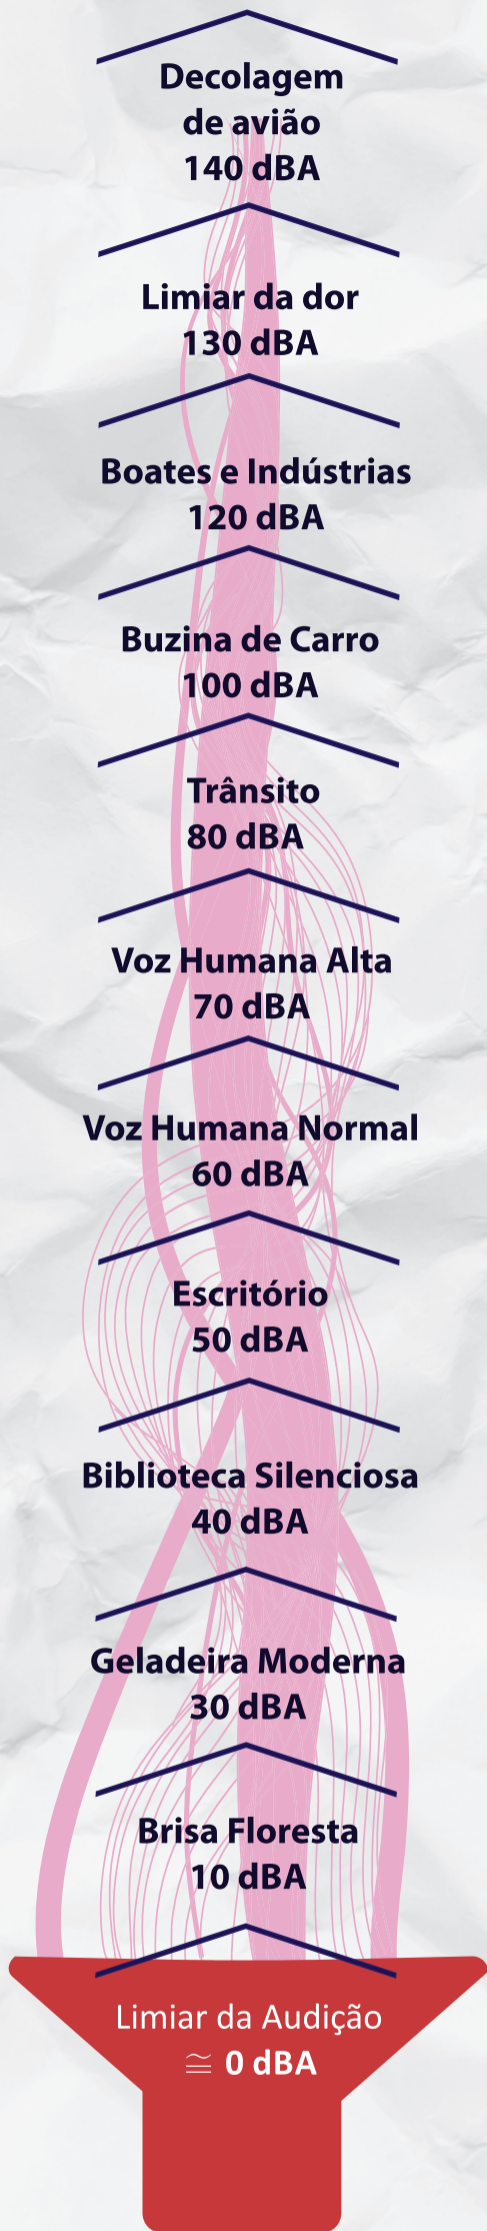 Decolagem
de avião
140 dBA
Limiar da dor
130 dBA
Boates e Indústrias
120 dBA
Buzina de Carro
100 dBA
Trânsito
80 dBA
Voz Humana Alta
70 dBA
Voz Humana Normal
60 dBA
Escritório
50 dBA
Biblioteca Silenciosa
40 dBA
Geladeira Moderna
30 dBA
Brisa Floresta
10 dBA
Limiar da Audição
≅ 0 dBA